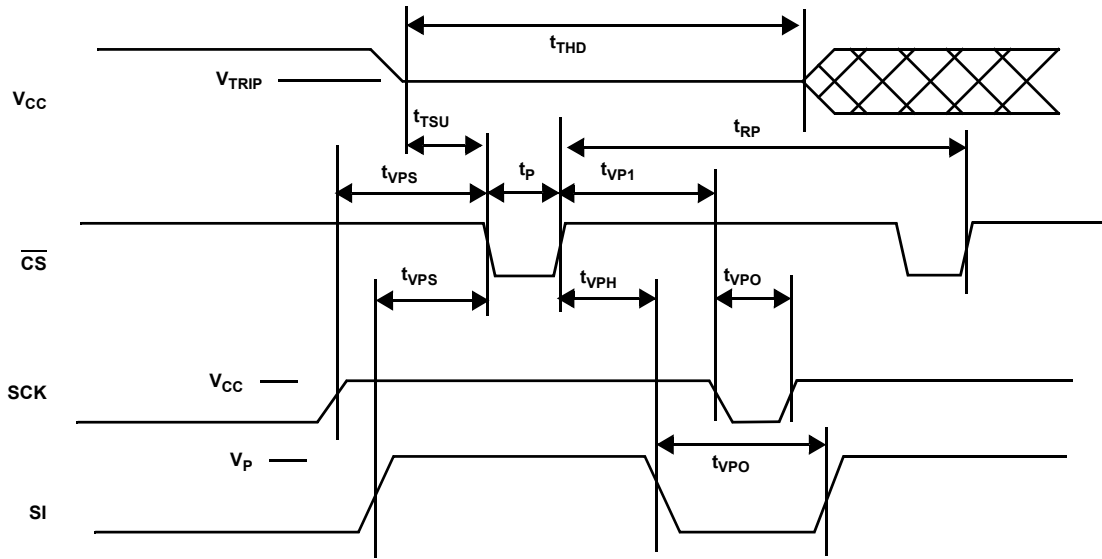 tTHD
VTRIP
VCC
tTSU
tRP
tVPS
tP
tVP1
CS
tVPS
tVPH
tVPO
VCC
SCK
VP
tVPO
SI